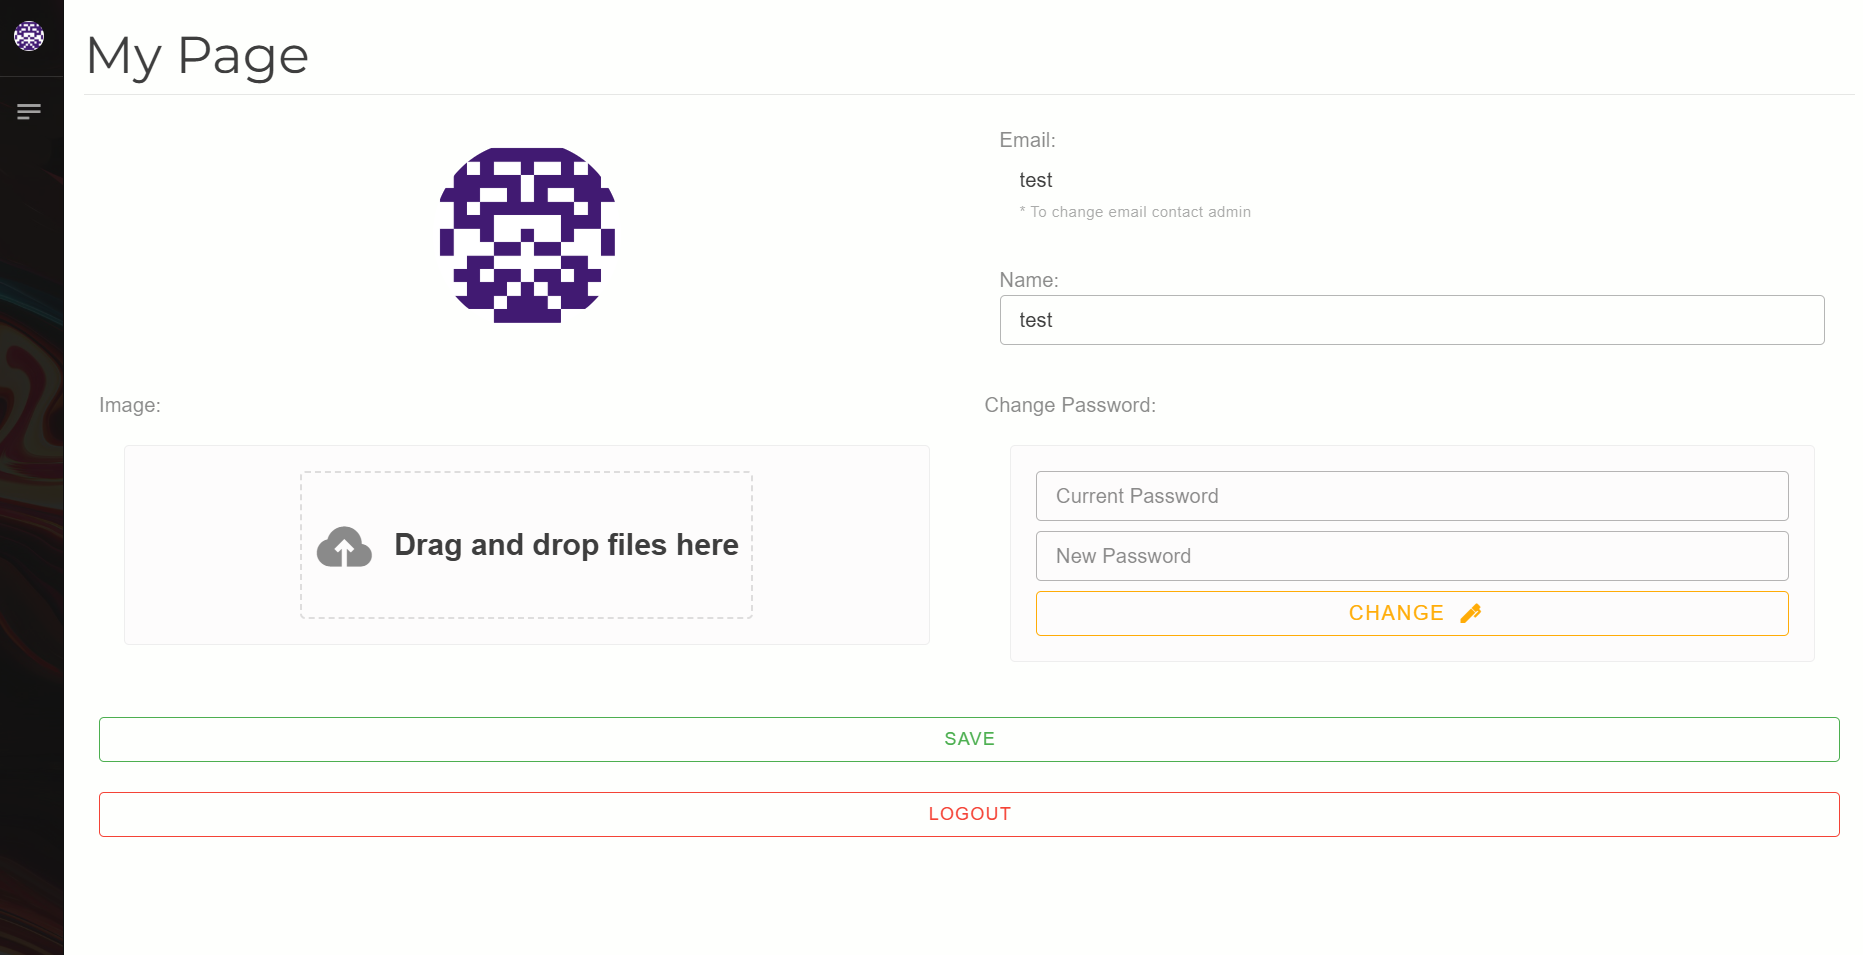 My Page
Email:
test
* To change email contact admin
Name:
test
Image:
Drag and drop files here
Change Password:
Current Password
New Password
CHANGE
SAVE
LOGOUT